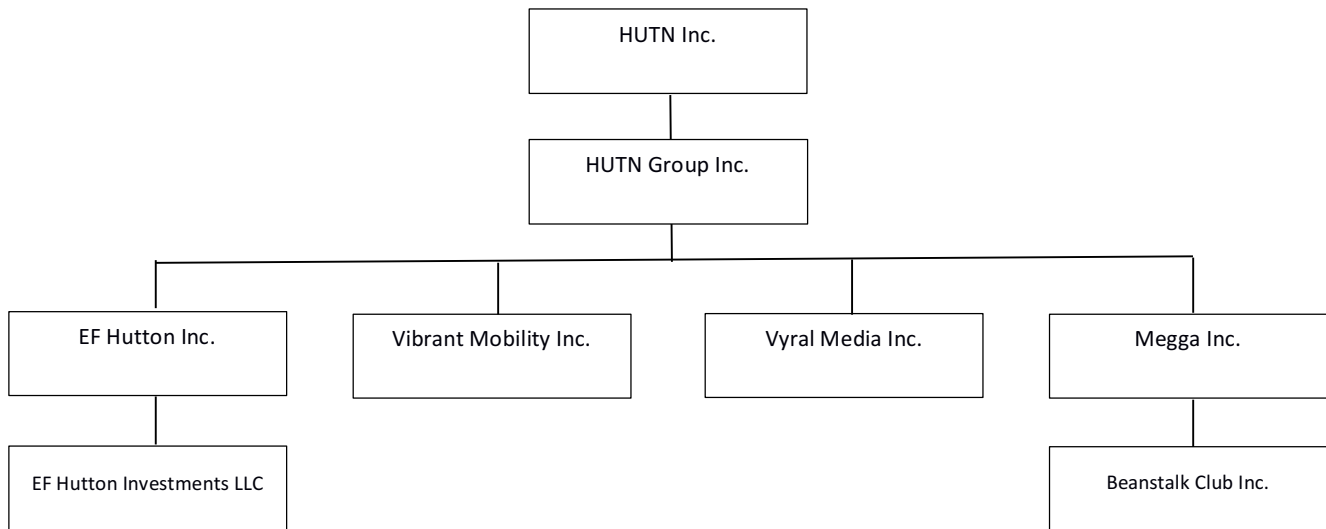 HUTN Inc.
HUTN Group Inc.
EF Hutton Inc.
Vibrant Mobility Inc.
Vyral Media Inc.
Megga Inc.
EF Hutton Investments LLC
Beanstalk Club Inc.